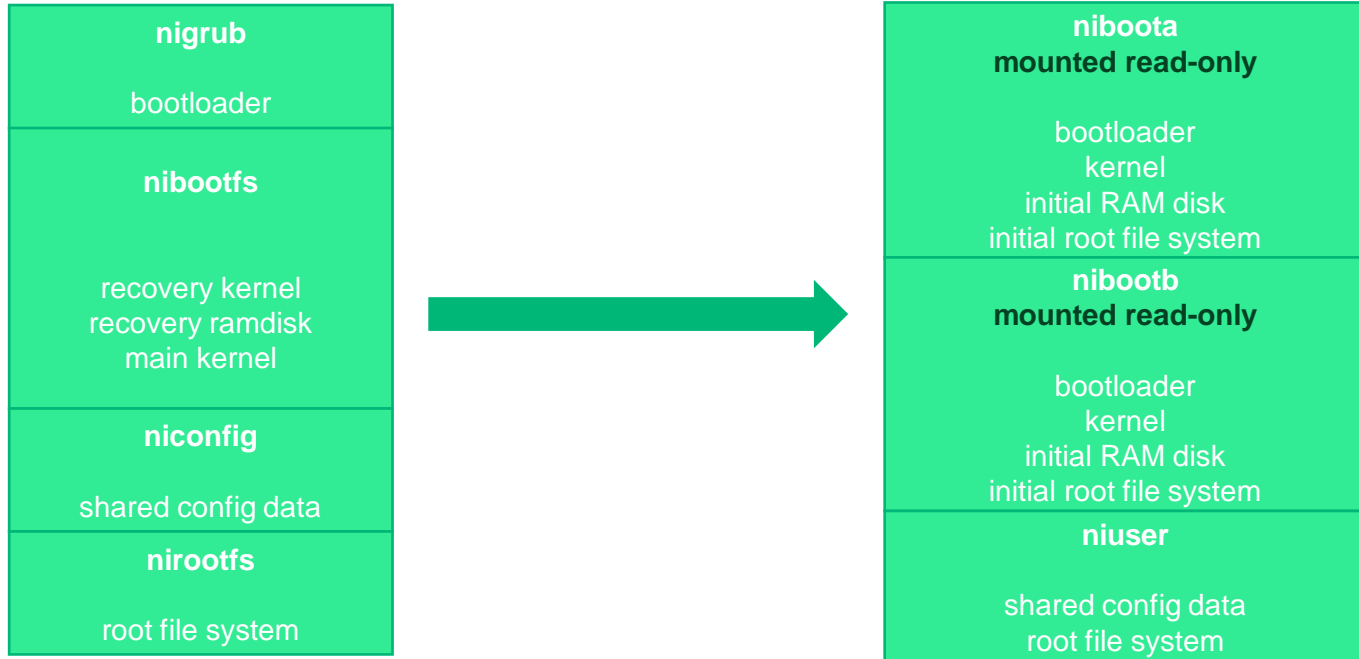 nigrub
bootloader
nibootfs
recovery kernel
recovery ramdisk
main kernel
niconfig
shared config data
nirootfs
root file system
niboota
mounted read-only
bootloader
kernel
initial RAM disk
initial root file system
nibootb
mounted read-only
bootloader
kernel
initial RAM disk
initial root file system
niuser
shared config data
root file system